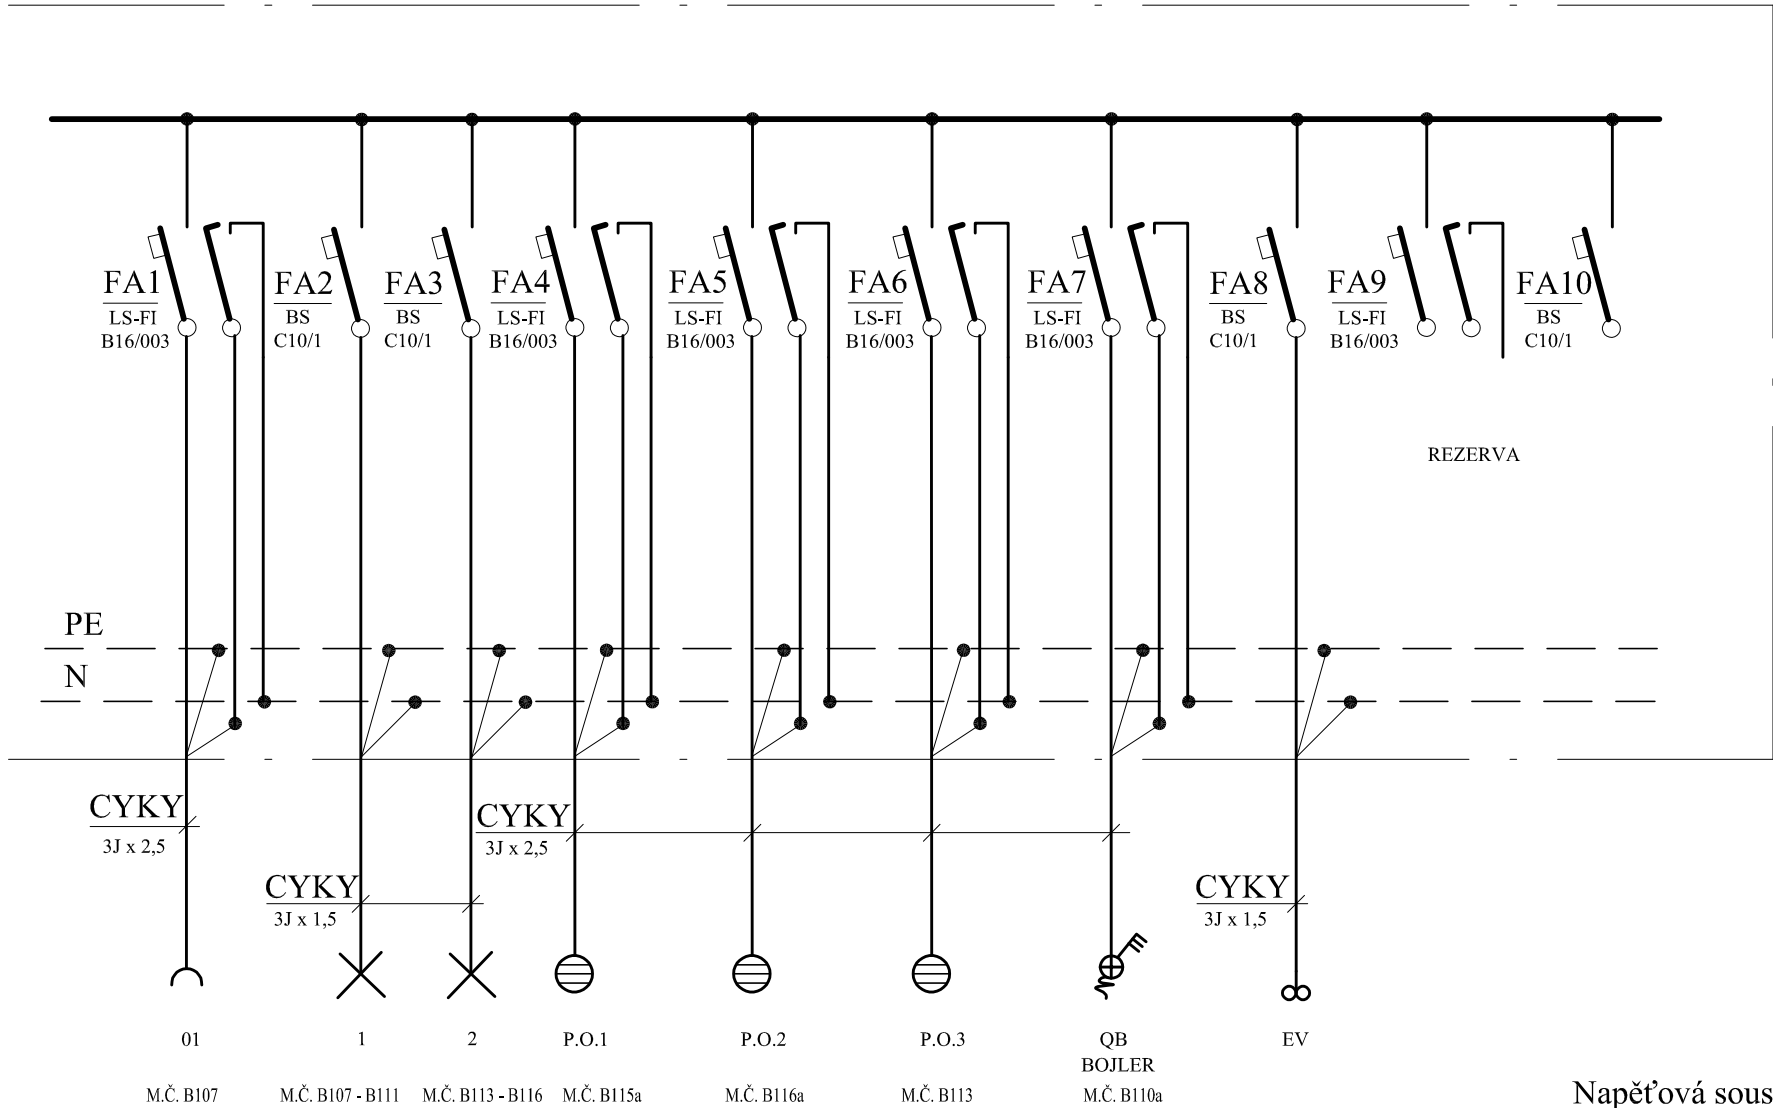 FA1
LS-FI
B16/003
FA2
BS
C10/1
FA3
BS
C10/1
FA4
LS-FI
B16/003
FA5
LS-FI
B16/003
FA6
LS-FI
B16/003
FA7
LS-FI
B16/003
FA8
BS
C10/1
FA9
LS-FI
B16/003
FA10
BS
C10/1
REZERVA
PE
N
CYKY
3J x 2,5
CYKY
3J x 1,5
CYKY
3J x 2,5
CYKY
3J x 1,5
01
1
2
P.O.1
P.O.2
P.O.3
QB
BOJLER
EV
M.Č. B107
M.Č. B107 - B111
M.Č. B113 - B116
M.Č. B115a
M.Č. B116a
M.Č. B113
M.Č. B110a
Napěťová sous